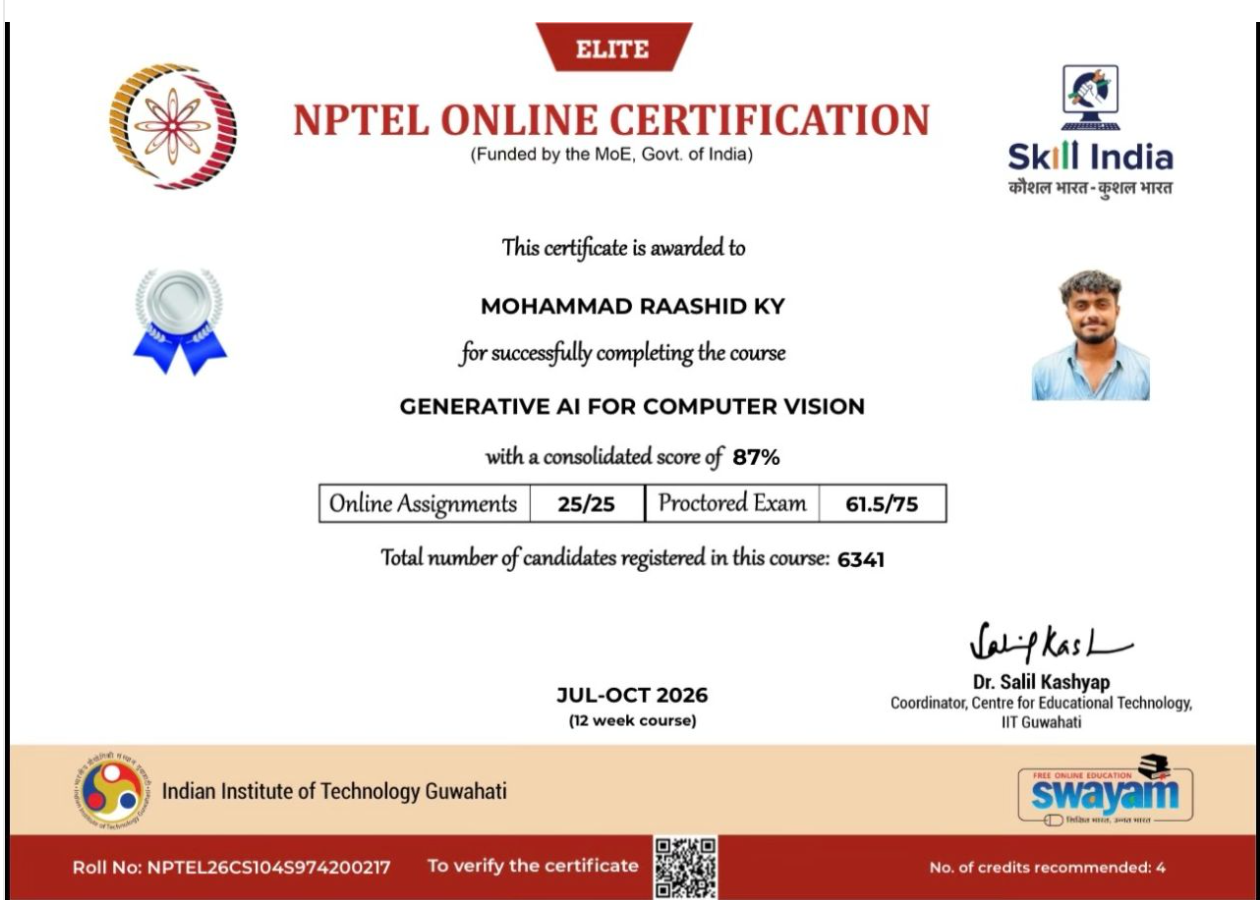 ELITE
NPTEL ONLINE CERTIFICATION
(Funded by the MoE, Govt. of India)
Skill India
कौशल भारत - कुशल भारत
This certificate is awarded to
MOHAMMAD RAASHID KY
for successfully completing the course
GENERATIVE AI FOR COMPUTER VISION
with a consolidated score of 87%
Online Assignments 25/25 Proctored Exam 61.5/75
Total number of candidates registered in this course: 6341
Dr. Salil Kashyap
Coordinator, Centre for Educational Technology,
IIT Guwahati
JUL-OCT 2026
(12 week course)
Indian Institute of Technology Guwahati
FREE ONLINE EDUCATION
swayam
शिक्षित भारत, उन्नत भारत
Roll No: NPTEL26CS104S974200217 To verify the certificate No. of credits recommended: 4